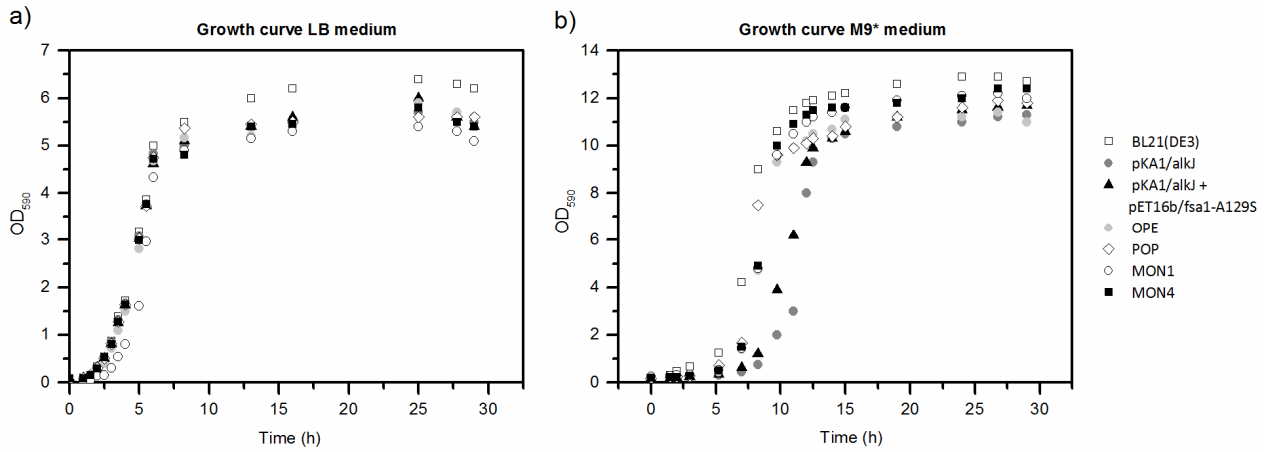 a)
Growth curve LB medium
7
6
5
4
3
2
1
0
OD590
0 5 10 15 20 25 30
Time (h)
b)
Growth curve M9* medium
14
12
10
8
6
4
2
0
OD590
0 5 10 15 20 25 30
Time (h)
BL21(DE3)
pKA1/alkJ
pKA1/alkJ +
pET16b/fsa1-A129S
OPE
POP
MON1
MON4